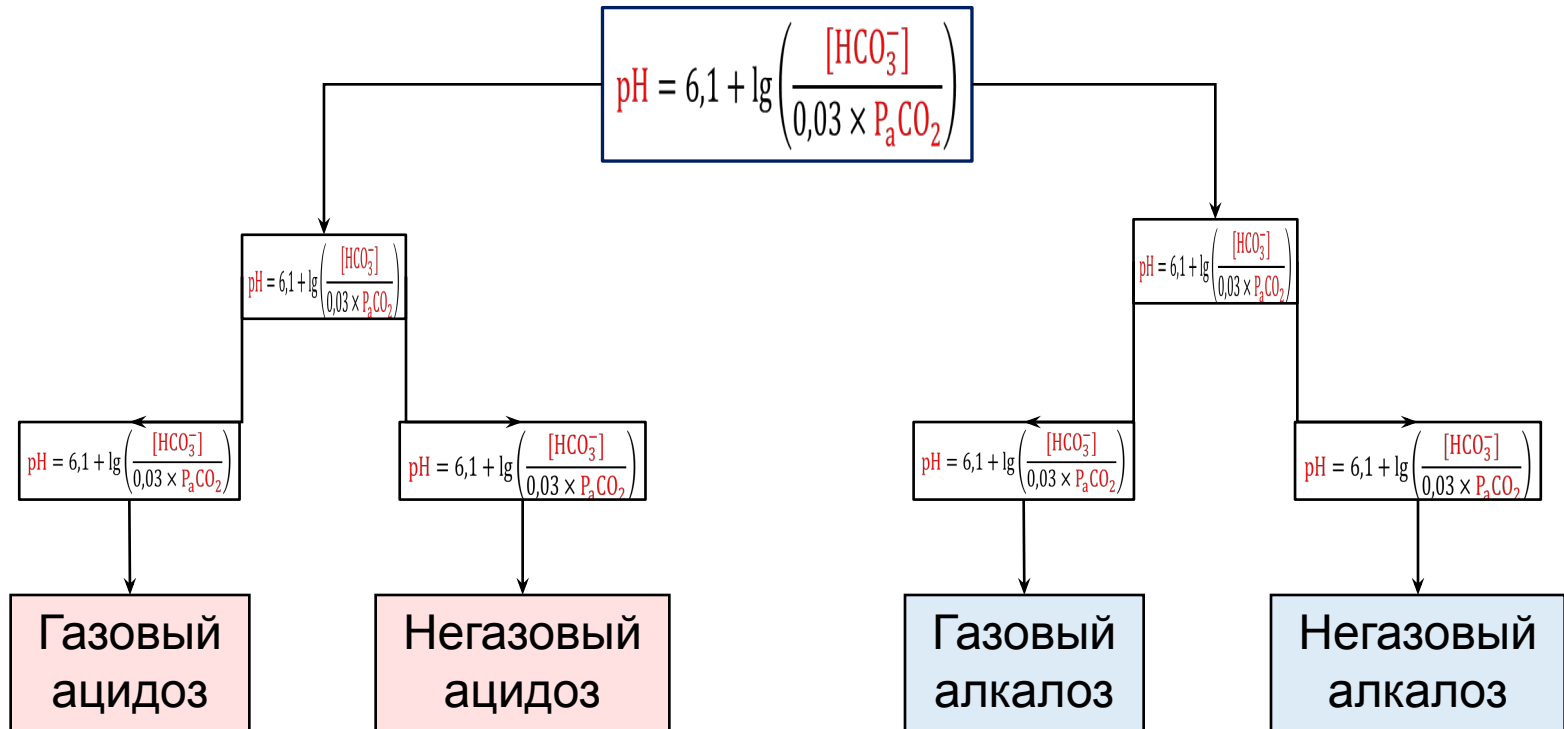 pH = 6,1 + lg([HCO₃⁻] / (0,03 × PₐCO₂))
pH = 6,1 + lg([HCO₃⁻] / (0,03 × PₐCO₂))
pH = 6,1 + lg([HCO₃⁻] / (0,03 × PₐCO₂))
pH = 6,1 + lg([HCO₃⁻] / (0,03 × PₐCO₂))
pH = 6,1 + lg([HCO₃⁻] / (0,03 × PₐCO₂))
pH = 6,1 + lg([HCO₃⁻] / (0,03 × PₐCO₂))
pH = 6,1 + lg([HCO₃⁻] / (0,03 × PₐCO₂))
Газовый
ацидоз
Негазовый
ацидоз
Газовый
алкалоз
Негазовый
алкалоз